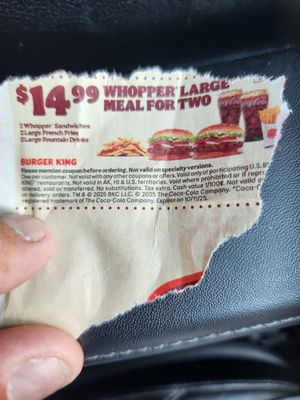 $14.99 WHOPPER® LARGE
MEAL FOR TWO
2 Whopper® Sandwiches
2 Large French Fries
2 Large Fountain Drinks
Coca-Cola
BURGER KING
Please mention coupon before ordering. Not valid on specialty versions.
One per customer. Not valid with any other coupons or offers. Valid only at participating U.S. B
KING® restaurants. Not valid in AK, HI & U.S. territories. Void where prohibited or if repr
ed, sold, transferred or altered. No substitutions. Tax extra. Cash value 1/100¢. Not valid
or delivery orders. TM & © 2025 BKC LLC. © 2025 The Coca-Cola Company. "Coca-C
registered trademark of The Coca-Cola Company. Expires on 10/11/25.